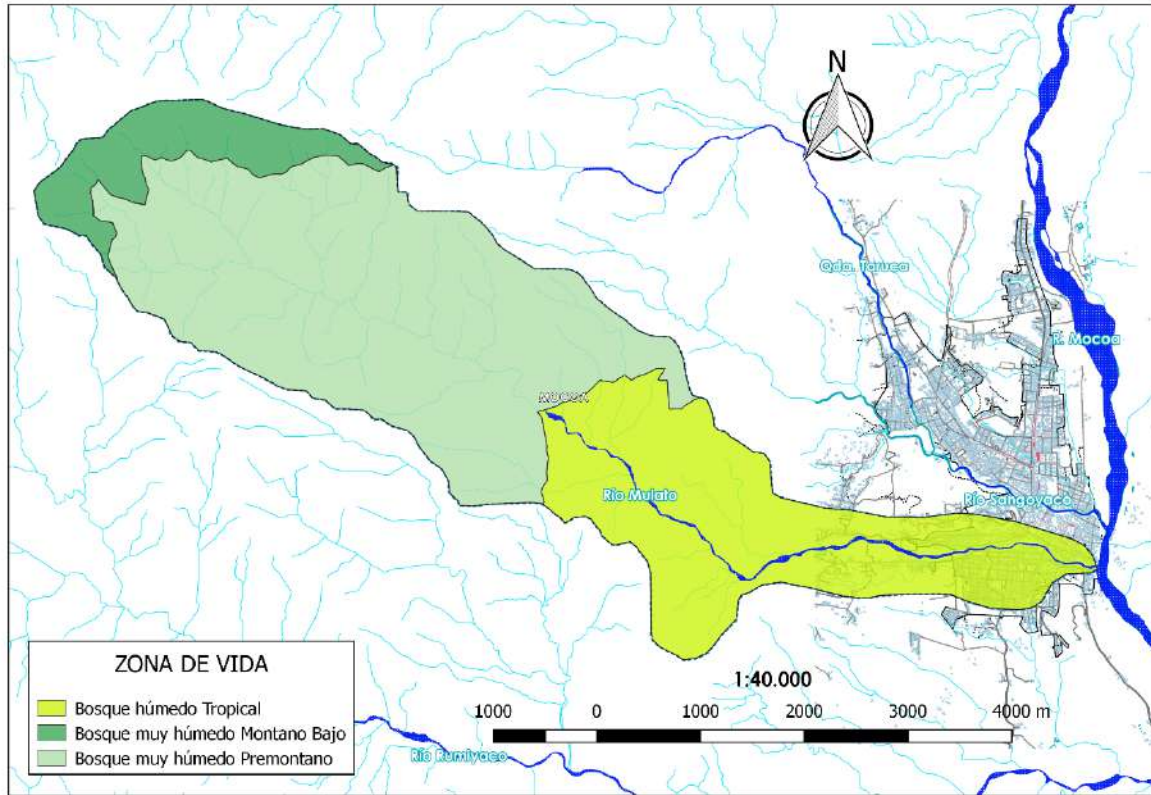 N
Qda. Taruca
R. Mocoa
MOCOA
Río Mulato
Río Sangoyaco
ZONA DE VIDA
Bosque húmedo Tropical
Bosque muy húmedo Montano Bajo
Bosque muy húmedo Premontano
1:40.000
1000 0 1000 2000 3000 4000 m
Río Rumiyaco